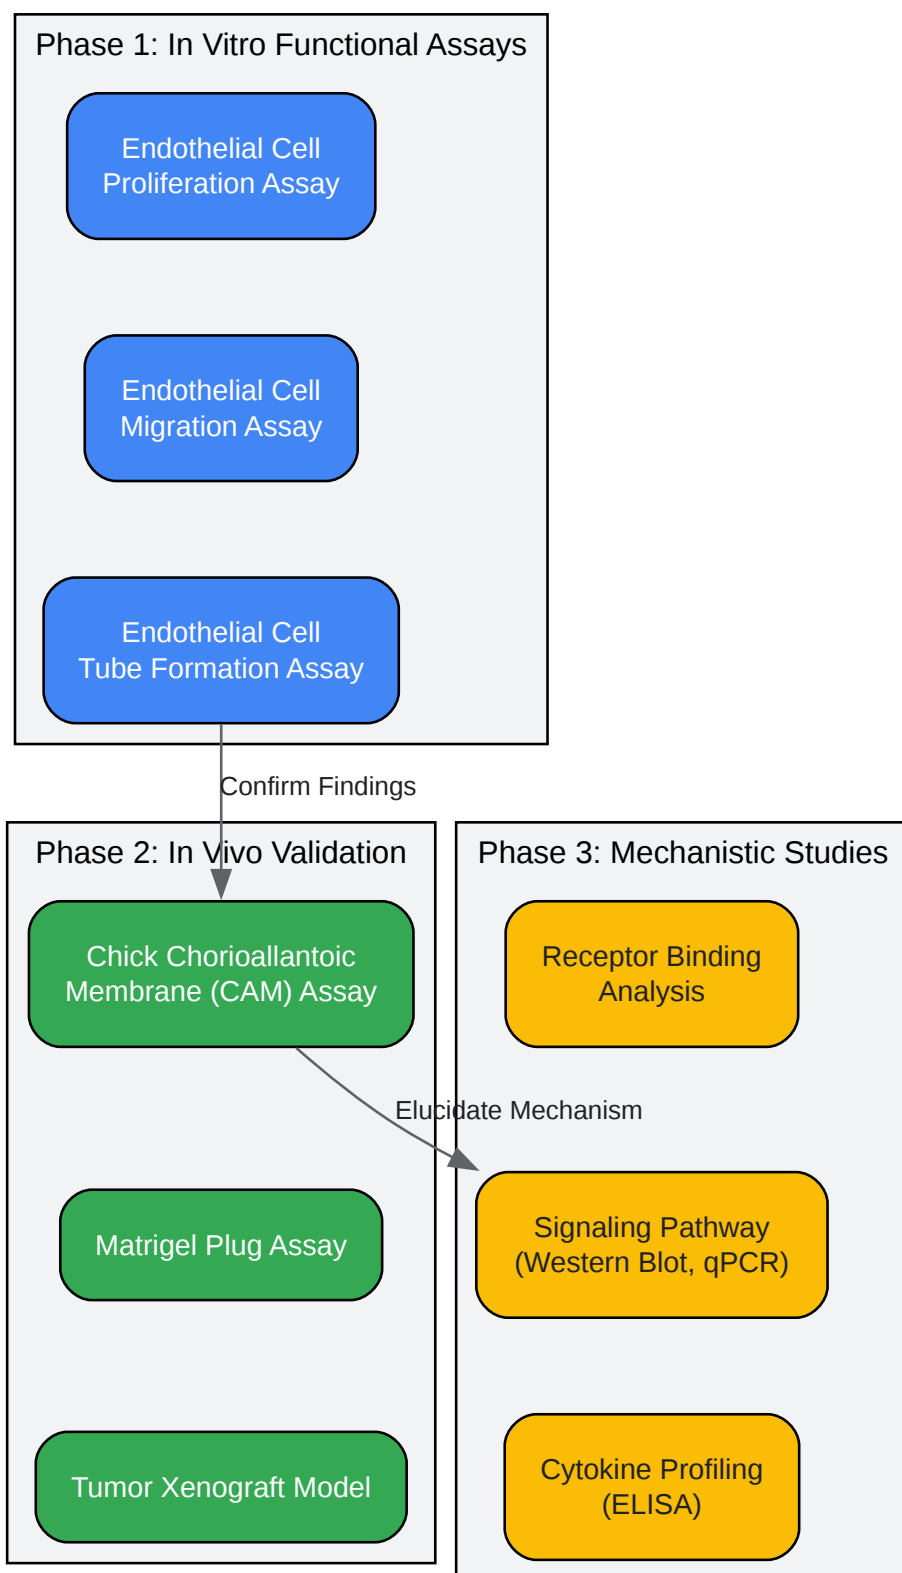 Phase 1: In Vitro Functional Assays
Endothelial Cell
Proliferation Assay
Endothelial Cell
Migration Assay
Endothelial Cell
Tube Formation Assay
Confirm Findings
Phase 2: In Vivo Validation
Chick Chorioallantoic
Membrane (CAM) Assay
Elucidate Mechanism
Matrigel Plug Assay
Tumor Xenograft Model
Phase 3: Mechanistic Studies
Receptor Binding
Analysis
Signaling Pathway
(Western Blot, qPCR)
Cytokine Profiling
(ELISA)